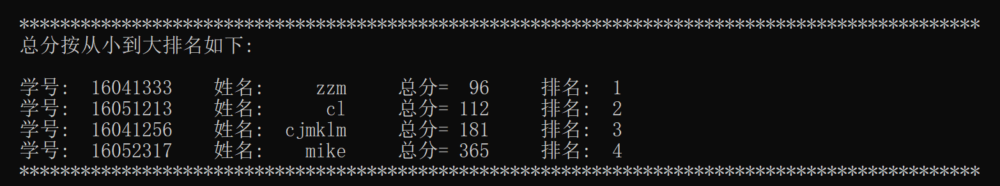 **********************************************************************************************
总分按从小到大排名如下:
学号:  16041333    姓名:     zzm     总分=  96     排名:  1
学号:  16051213    姓名:      cl     总分= 112     排名:  2
学号:  16041256    姓名:  cjmklm     总分= 181     排名:  3
学号:  16052317    姓名:    mike     总分= 365     排名:  4
**********************************************************************************************